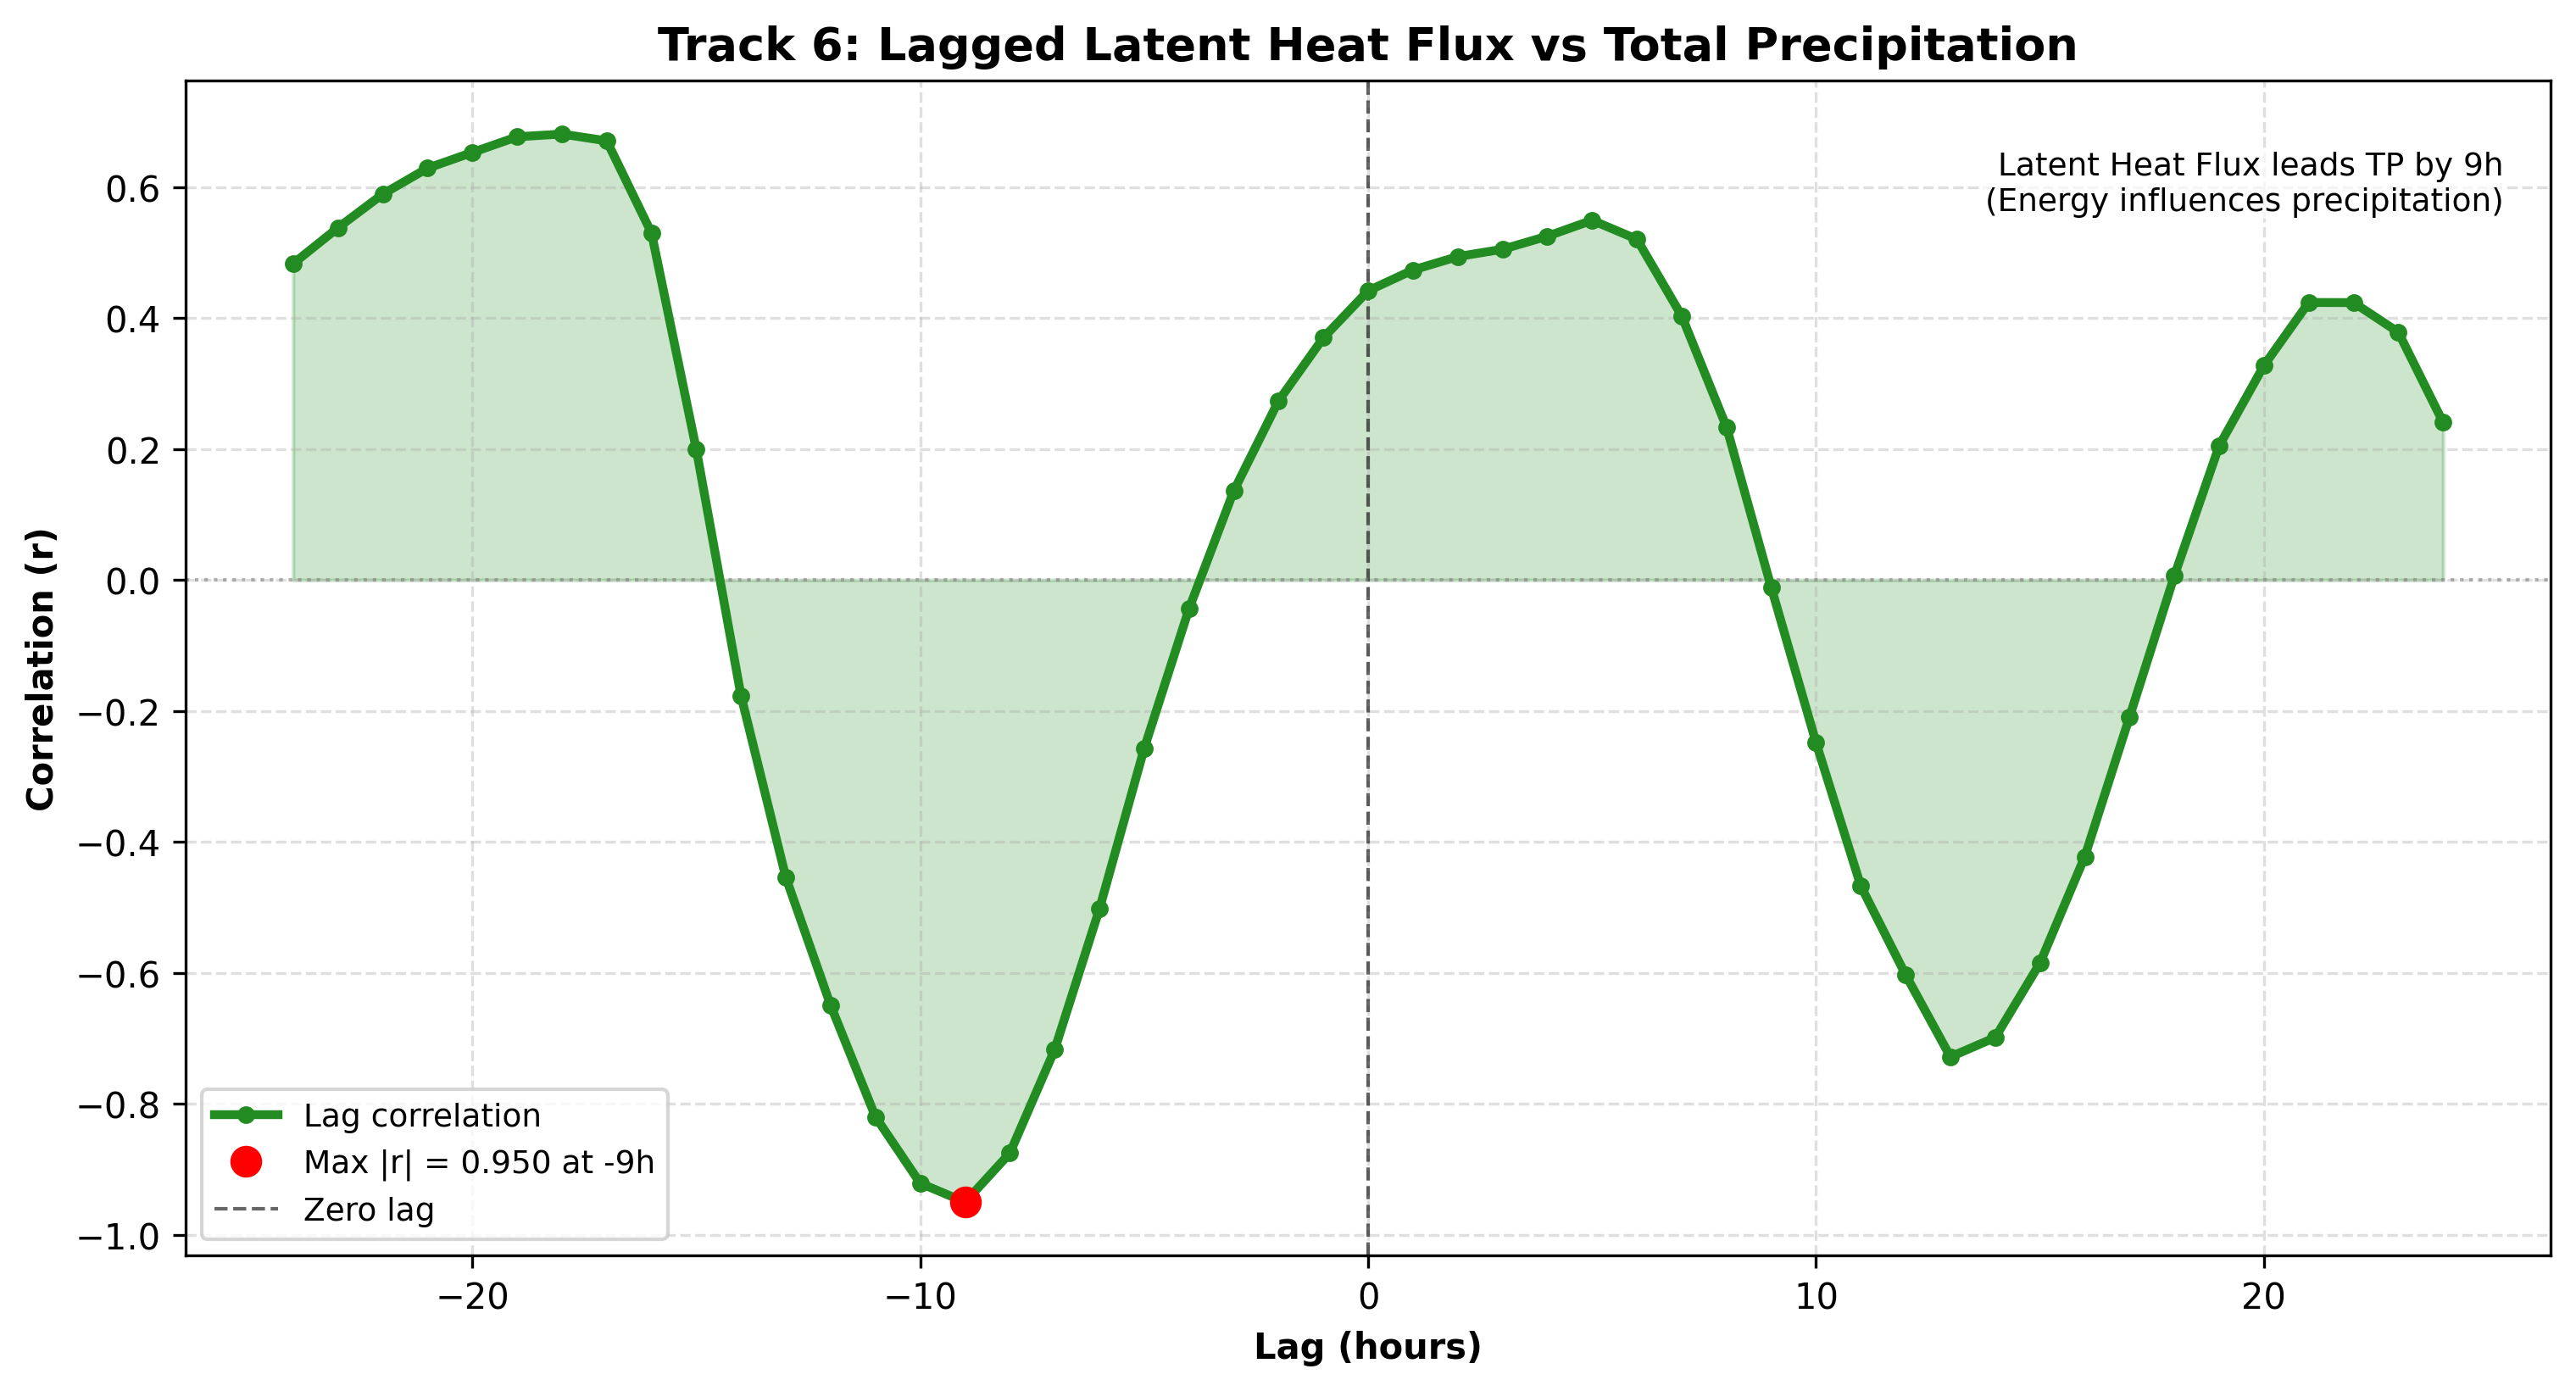 Track 6: Lagged Latent Heat Flux vs Total Precipitation
Latent Heat Flux leads TP by 9h
(Energy influences precipitation)
Correlation (r)
0.6
0.4
0.2
0.0
−0.2
−0.4
−0.6
−0.8
−1.0
Lag correlation
Max |r| = 0.950 at -9h
Zero lag
−20
−10
0
10
20
Lag (hours)